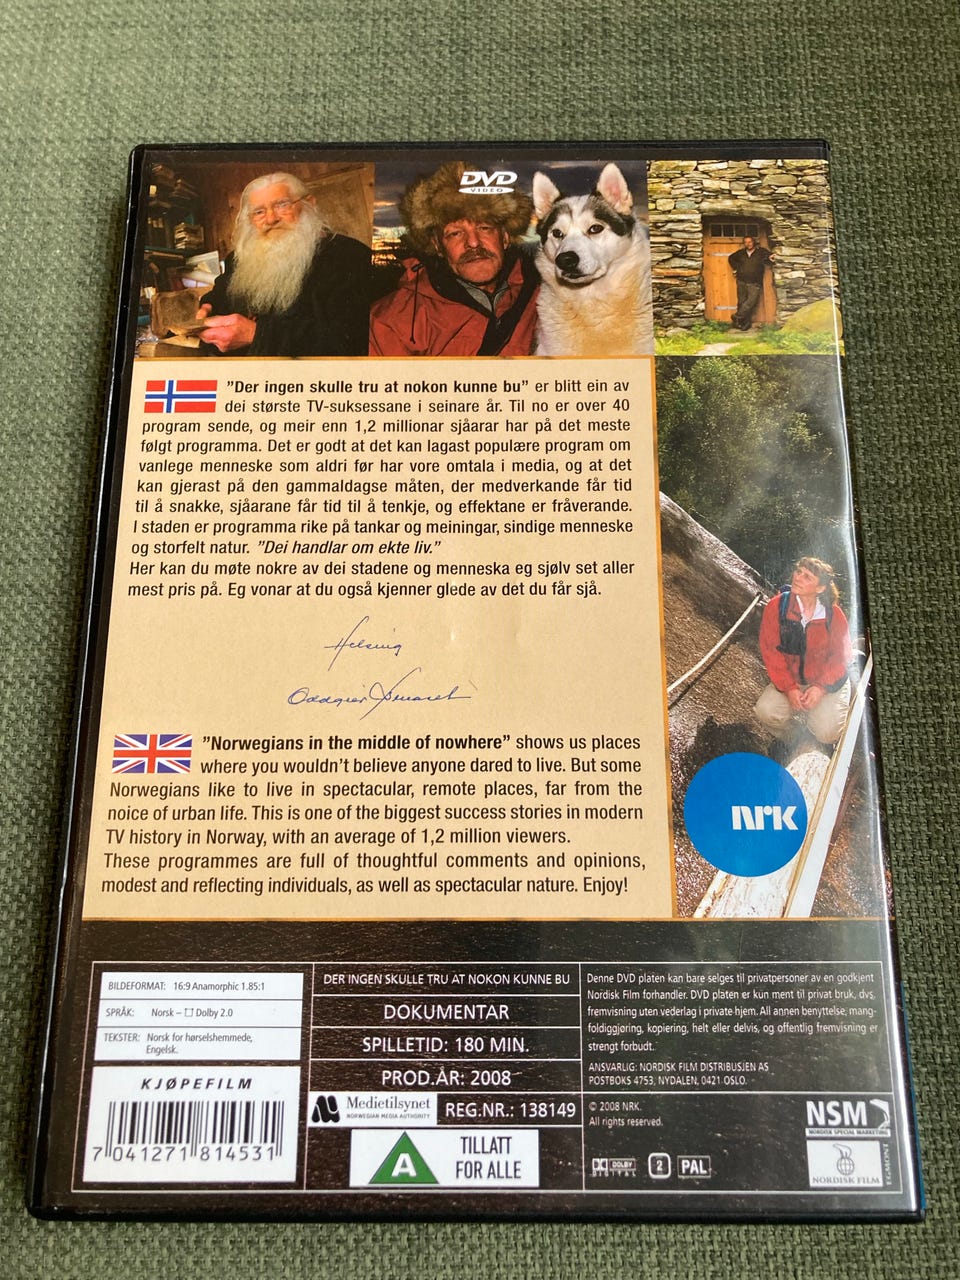 DVD
VIDEO
"Der ingen skulle tru at nokon kunne bu" er blitt ein av
dei største TV-suksessane i seinare år. Til no er over 40
program sende, og meir enn 1,2 millionar sjåarar har på det meste
følgt programma. Det er godt at det kan lagast populære program om
vanlege menneske som aldri før har vore omtala i media, og at det
kan gjerast på den gammaldagse måten, der medverkande får tid
til å snakke, sjåarane får tid til å tenkje, og effektane er fråverande.
I staden er programma rike på tankar og meiningar, sindige menneske
og storfelt natur. "Dei handlar om ekte liv."
Her kan du møte nokre av dei stadene og menneska eg sjølv set aller
mest pris på. Eg vonar at du også kjenner glede av det du får sjå.
Helsing
"Norwegians in the middle of nowhere" shows us places
where you wouldn't believe anyone dared to live. But some
Norwegians like to live in spectacular, remote places, far from the
noice of urban life. This is one of the biggest success stories in modern
TV history in Norway, with an average of 1,2 million viewers.
These programmes are full of thoughtful comments and opinions,
modest and reflecting individuals, as well as spectacular nature. Enjoy!
NRK
BILDEFORMAT: 16:9 Anamorphic 1.85:1
SPRÅK: Norsk – Dolby 2.0
TEKSTER: Norsk for hørselshemmede,
Engelsk.
KJØPEFILM
7 041271 814531
DER INGEN SKULLE TRU AT NOKON KUNNE BU
DOKUMENTAR
SPILLETID: 180 MIN.
PROD.ÅR: 2008
Medietilsynet
NORWEGIAN MEDIA AUTHORITY
REG.NR.: 138149
A
TILLATT
FOR ALLE
Denne DVD platen kan bare selges til privatpersoner av en godkjent
Nordisk Film forhandler. DVD platen er kun ment til privat bruk, dvs.
fremvisning uten vederlag i private hjem. All annen benyttelse, mang-
foldiggjøring, kopiering, helt eller delvis, og offentlig fremvisning er
strengt forbudt.
ANSVARLIG: NORDISK FILM DISTRIBUSJEN AS
POSTBOKS 4753, NYDALEN, 0421 OSLO.
© 2008 NRK.
All rights reserved.
DOLBY
DIGITAL
2
PAL
NSM
NORDISK SPECIAL MARKETING
NORDISK FILM
EGMONT